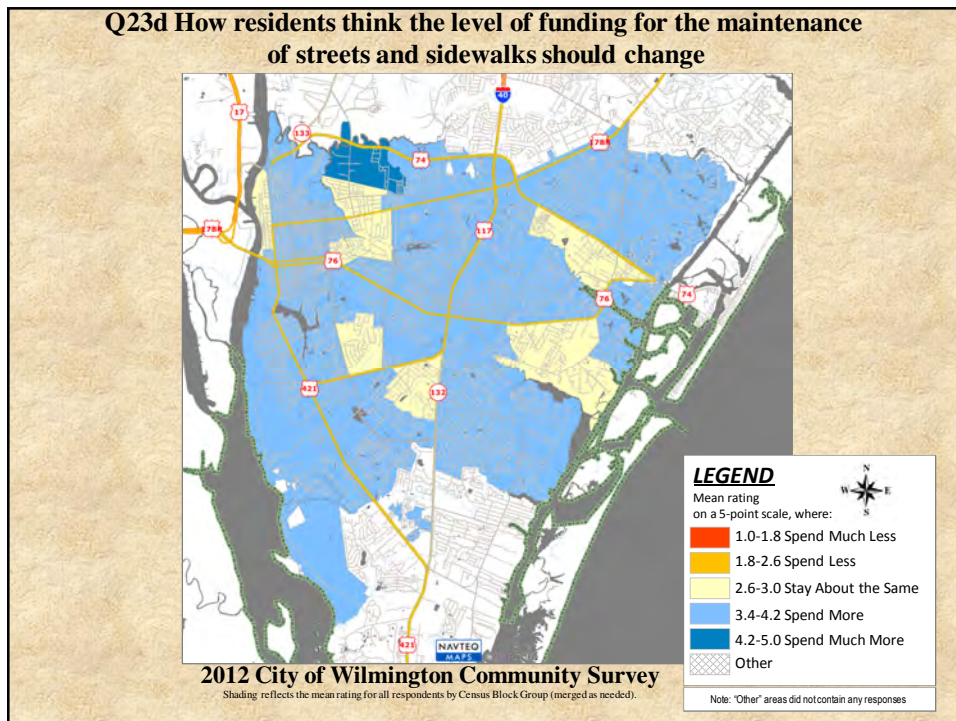 Q23d How residents think the level of funding for the maintenance
of streets and sidewalks should change
40
17
133
74
17BR
117
17BR
76
76
74
421
132
421
NAVTEQ
MAPS
LEGEND
N
W E
S
Mean rating
on a 5-point scale, where:
1.0-1.8 Spend Much Less
1.8-2.6 Spend Less
2.6-3.0 Stay About the Same
3.4-4.2 Spend More
4.2-5.0 Spend Much More
Other
Note: "Other" areas did not contain any responses
2012 City of Wilmington Community Survey
Shading reflects the mean rating for all respondents by Census Block Group (merged as needed).